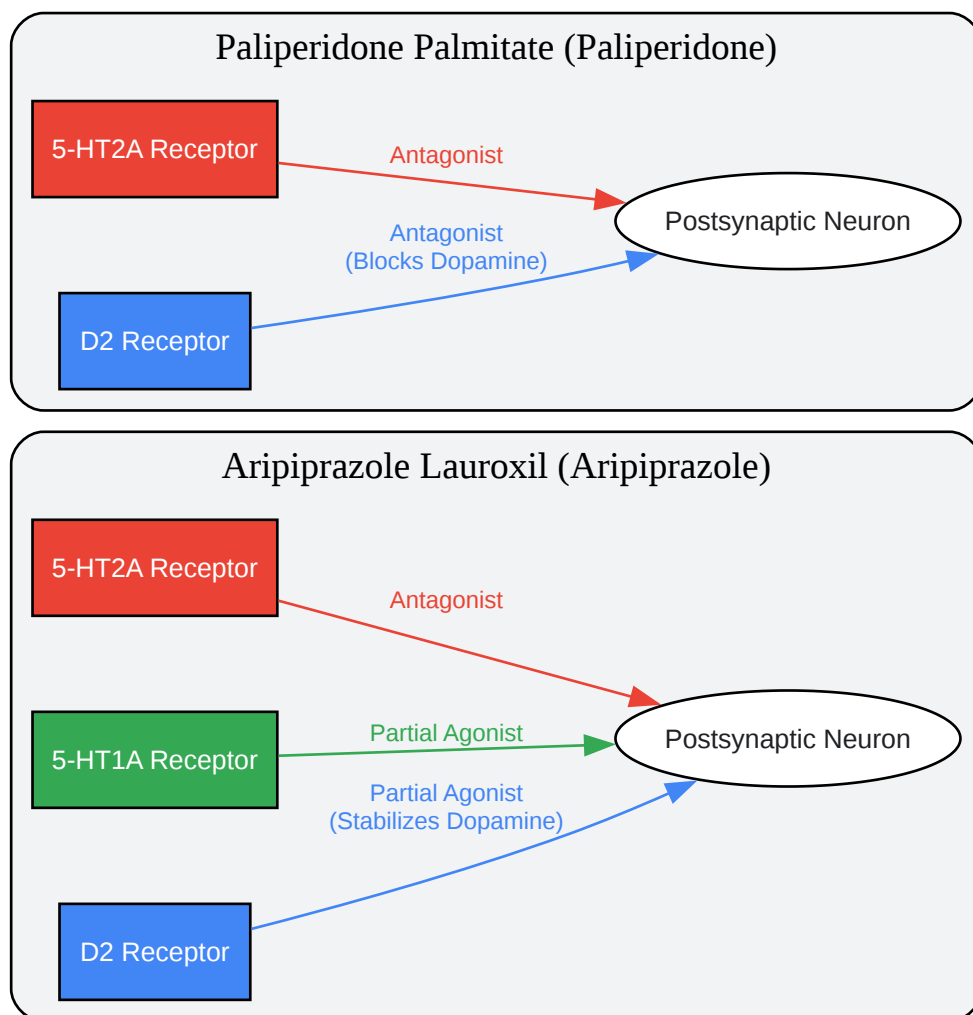 Paliperidone Palmitate (Paliperidone)
5-HT2A Receptor
Antagonist
Postsynaptic Neuron
Antagonist
(Blocks Dopamine)
D2 Receptor
Aripiprazole Lauroxil (Aripiprazole)
5-HT2A Receptor
Antagonist
5-HT1A Receptor
Partial Agonist
Postsynaptic Neuron
Partial Agonist
(Stabilizes Dopamine)
D2 Receptor